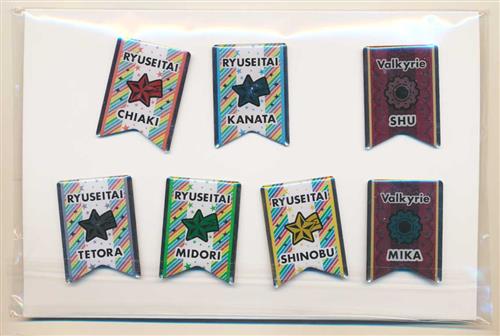 RYUSEITAI
CHIAKI
RYUSEITAI
KANATA
Valkyrie
SHU
RYUSEITAI
TETORA
RYUSEITAI
MIDORI
RYUSEITAI
SHINOBU
Valkyrie
MIKA